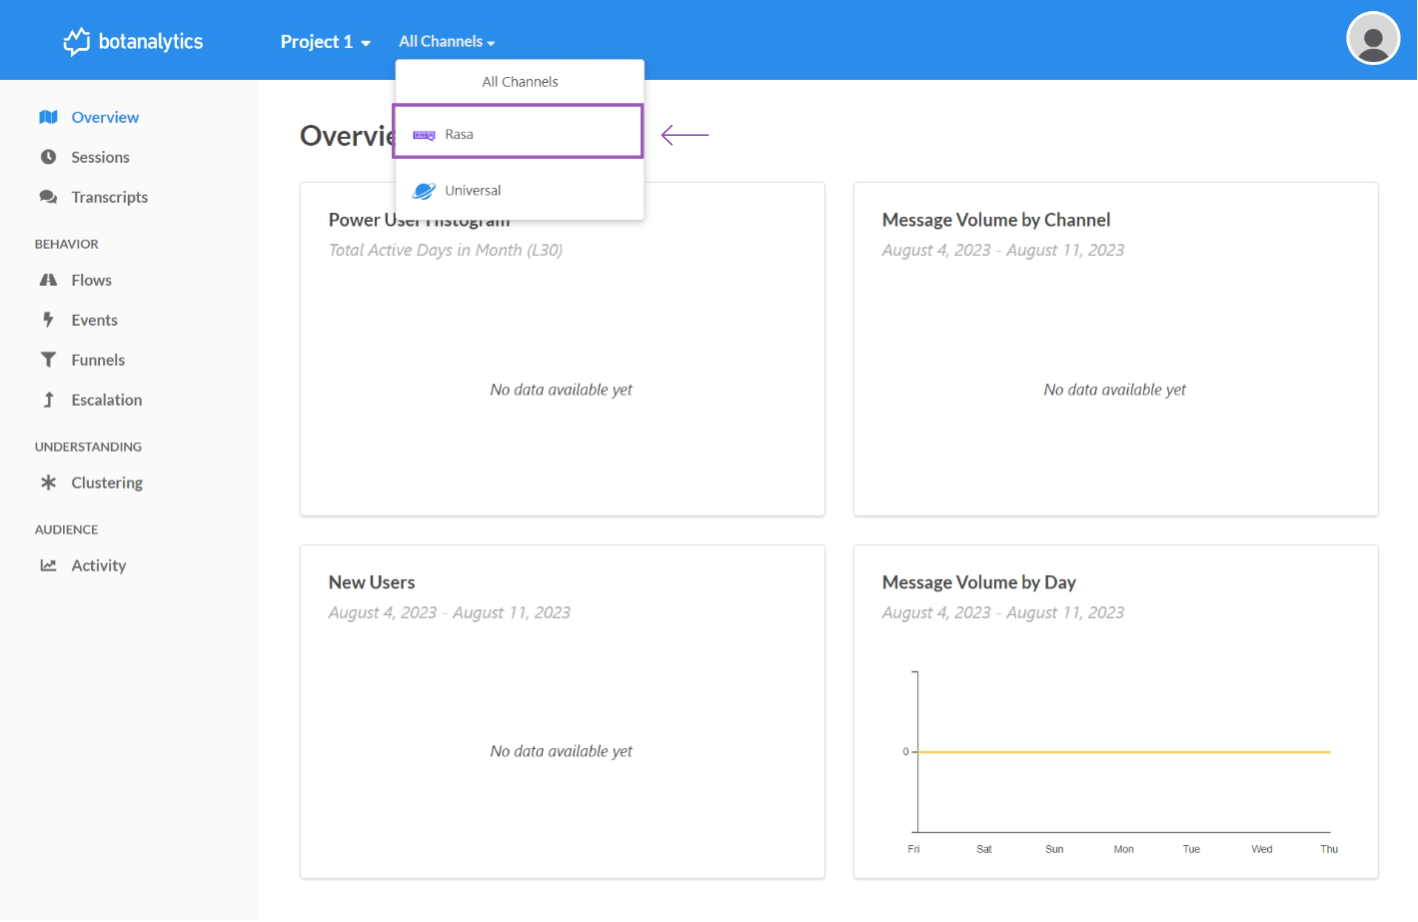 botanalytics
Project 1
All Channels
All Channels
Rasa
Universal
Overview
Sessions
Transcripts
BEHAVIOR
Flows
Events
Funnels
Escalation
UNDERSTANDING
Clustering
AUDIENCE
Activity
Overvie
Power User Histogram
Total Active Days in Month (L30)
No data available yet
Message Volume by Channel
August 4, 2023 - August 11, 2023
No data available yet
New Users
August 4, 2023 - August 11, 2023
No data available yet
Message Volume by Day
August 4, 2023 - August 11, 2023
0
Fri Sat Sun Mon Tue Wed Thu